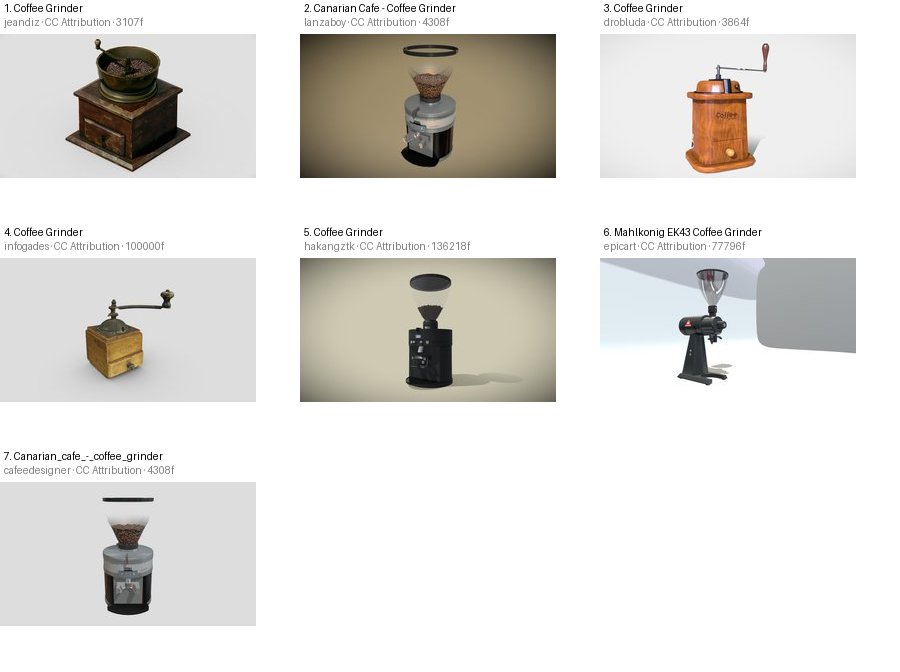 1. Coffee Grinder
jeandiz · CC Attribution · 3107f
2. Canarian Cafe - Coffee Grinder
lanzaboy · CC Attribution · 4308f
3. Coffee Grinder
drobluda · CC Attribution · 3864f
Coffee
4. Coffee Grinder
infogades · CC Attribution · 100000f
5. Coffee Grinder
hakangztk · CC Attribution · 136218f
6. Mahlkonig EK43 Coffee Grinder
epicart · CC Attribution · 77796f
7. Canarian_cafe_-_coffee_grinder
cafeedesigner · CC Attribution · 4308f